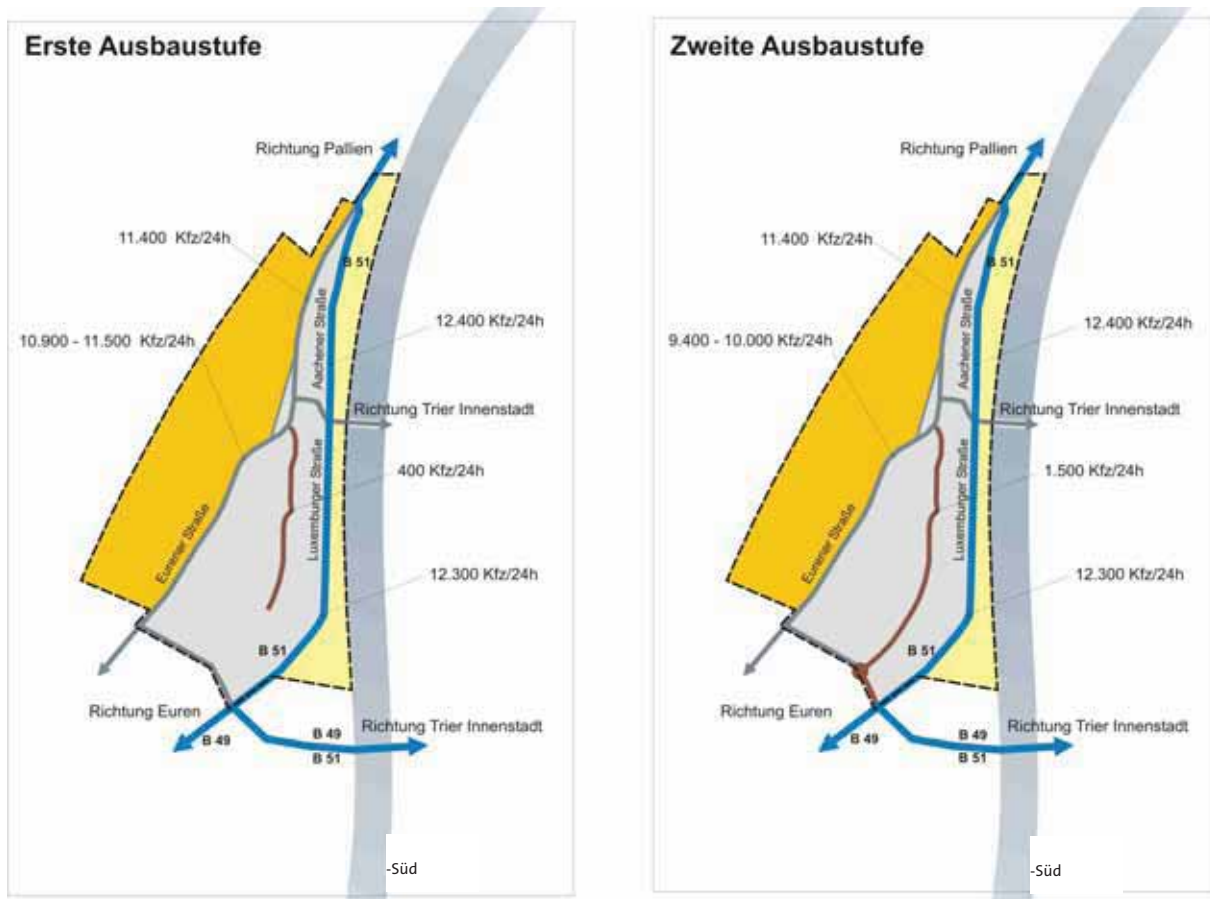 Erste Ausbaustufe
Richtung Pallien
11.400 Kfz/24h
B 51
Aachener Straße
12.400 Kfz/24h
10.900 - 11.500 Kfz/24h
Richtung Trier Innenstadt
400 Kfz/24h
Luxemburger Straße
Eurener Straße
12.300 Kfz/24h
B 51
Richtung Euren
B 49
B 49
B 51
Richtung Trier Innenstadt
-Süd
Zweite Ausbaustufe
Richtung Pallien
11.400 Kfz/24h
B 51
Aachener Straße
12.400 Kfz/24h
9.400 - 10.000 Kfz/24h
Richtung Trier Innenstadt
1.500 Kfz/24h
Luxemburger Straße
Eurener Straße
12.300 Kfz/24h
B 51
Richtung Euren
B 49
B 49
B 51
Richtung Trier Innenstadt
-Süd